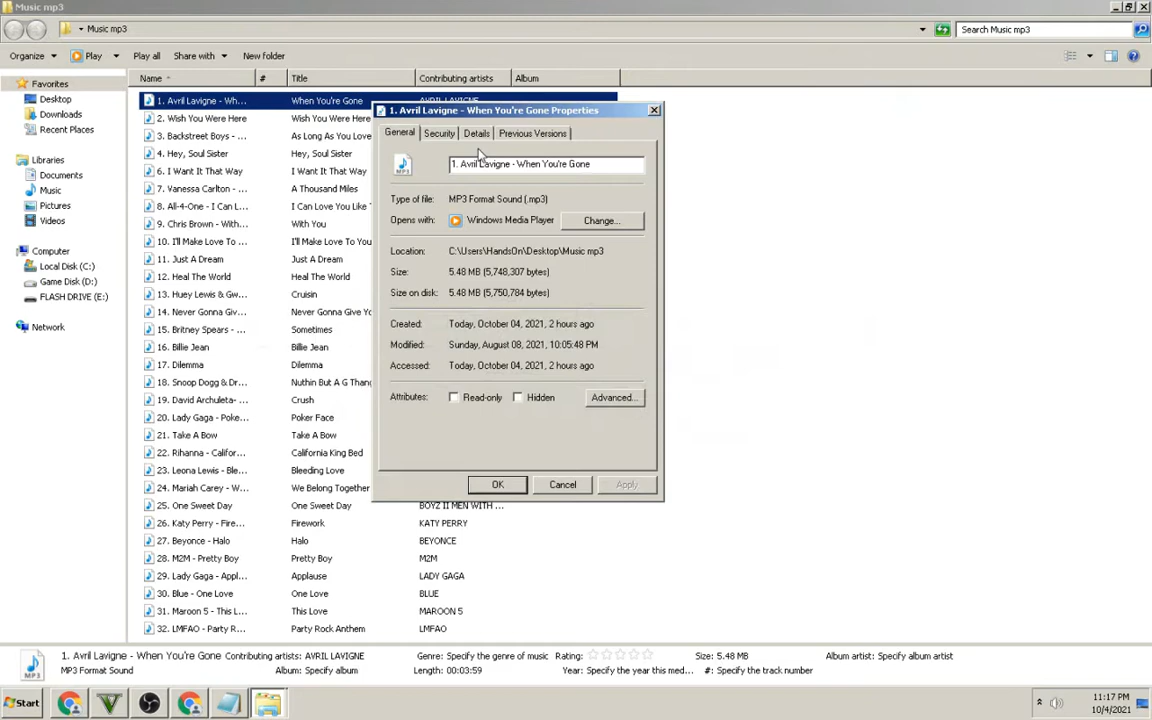 Music mp3
Music mp3
Search Music mp3
Organize
Play
Play all
Share with
New folder
Favorites
Desktop
Downloads
Recent Places
Libraries
Documents
Music
Pictures
Videos
Computer
Local Disk (C:)
Game Disk (D:)
FLASH DRIVE (E:)
Network
Name # Title Contributing artists Album
1. Avril Lavigne - Wh... When You're Gone AVRIL LAVIGNE
2. Wish You Were Here Wish You Were Here
3. Backstreet Boys - ... As Long As You Love
4. Hey, Soul Sister Hey, Soul Sister
6. I Want It That Way I Want It That Way
7. Vanessa Carlton - ... A Thousand Miles
8. All-4-One - I Can L... I Can Love You Like
9. Chris Brown - With... With You
10. I'll Make Love To ... I'll Make Love To Yo
11. Just A Dream Just A Dream
12. Heal The World Heal The World
13. Huey Lewis & Gw... Cruisin
14. Never Gonna Giv... Never Gonna Give Y
15. Britney Spears - ... Sometimes
16. Billie Jean Billie Jean
17. Dilemma Dilemma
18. Snoop Dogg & Dr... Nuthin But A G Thang
19. David Archuleta- ... Crush
20. Lady Gaga - Poke... Poker Face
21. Take A Bow Take A Bow
22. Rihanna - Califor... California King Bed
23. Leona Lewis - Ble... Bleeding Love
24. Mariah Carey - W... We Belong Together
25. One Sweet Day One Sweet Day BOYZ II MEN WITH ...
26. Katy Perry - Fire... Firework KATY PERRY
27. Beyonce - Halo Halo BEYONCE
28. M2M - Pretty Boy Pretty Boy M2M
29. Lady Gaga - Appl... Applause LADY GAGA
30. Blue - One Love One Love BLUE
31. Maroon 5 - This L... This Love MAROON 5
32. LMFAO - Party R... Party Rock Anthem LMFAO
1. Avril Lavigne - When You're Gone Properties
General Security Details Previous Versions
MP3
1. Avril Lavigne - When You're Gone
Type of file: MP3 Format Sound (.mp3)
Opens with: Windows Media Player Change...
Location: C:\Users\HandsOn\Desktop\Music mp3
Size: 5.48 MB (5,748,307 bytes)
Size on disk: 5.48 MB (5,750,784 bytes)
Created: Today, October 04, 2021, 2 hours ago
Modified: Sunday, August 08, 2021, 10:05:48 PM
Accessed: Today, October 04, 2021, 2 hours ago
Attributes: Read-only Hidden Advanced...
OK Cancel Apply
1. Avril Lavigne - When You're Gone Contributing artists: AVRIL LAVIGNE Genre: Specify the genre of music Rating: Size: 5.48 MB Album artist: Specify album artist
MP3 Format Sound Album: Specify album Length: 00:03:59 Year: Specify the year this med... #: Specify the track number
MP3
Start
11:17 PM
10/4/2021